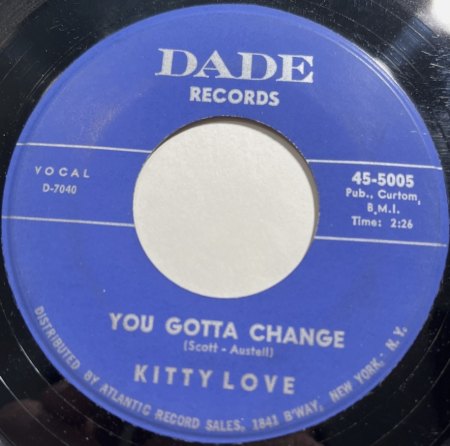 DADE
RECORDS
VOCAL
D-7040
45-5005
Pub., Curtom,
B.M.I.
Time: 2:26
YOU GOTTA CHANGE
(Scott - Austell)
KITTY LOVE
DISTRIBUTED BY ATLANTIC RECORD SALES, 1841 B'WAY, NEW YORK, N. Y.